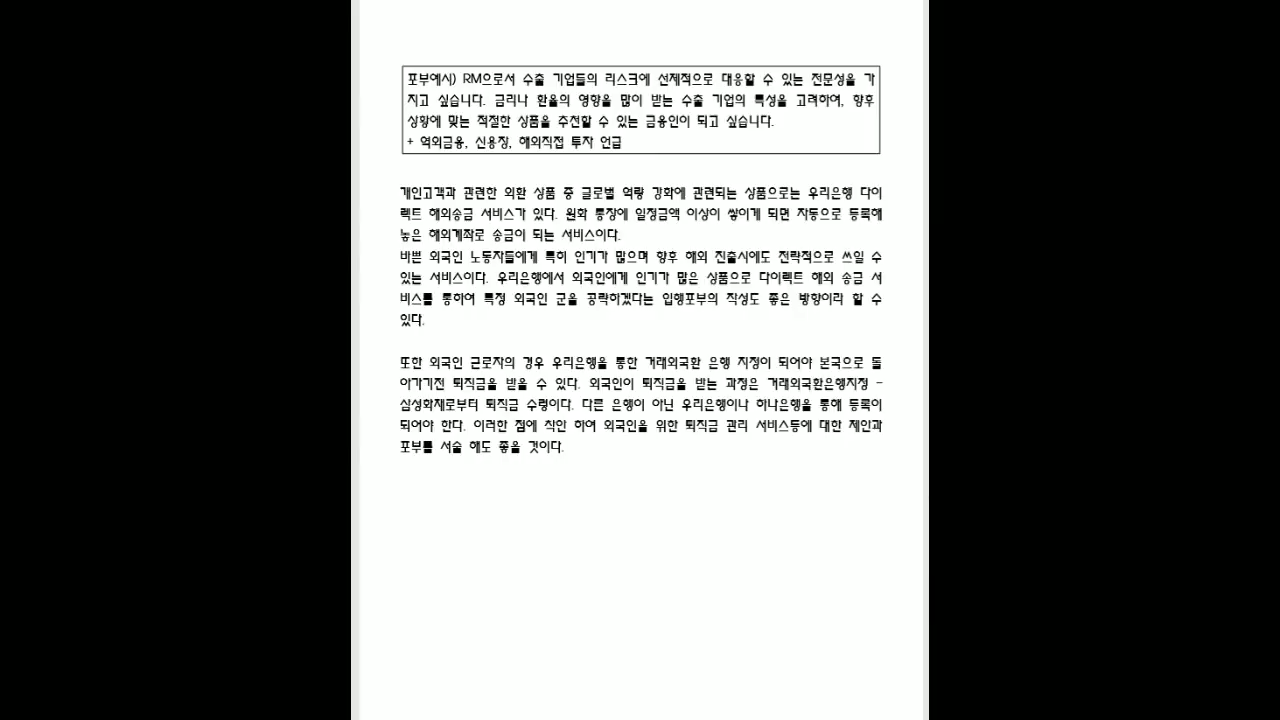 포부예시) RM으로서 수출 기업들의 리스크에 선제적으로 대응할 수 있는 전문성을 가
지고 싶습니다. 금리나 환율의 영향을 많이 받는 수출 기업의 특성을 고려하여, 향후
상황에 맞는 적절한 상품을 추천할 수 있는 금융인이 되고 싶습니다.
+ 역외금융, 신용장, 해외직접 투자 언급
개인고객과 관련한 외환 상품 중 글로벌 역량 강화에 관련되는 상품으로는 우리은행 다이
렉트 해외송금 서비스가 있다. 원화 통장에 일정금액 이상이 쌓이게 되면 자동으로 등록해
놓은 해외계좌로 송금이 되는 서비스이다.
바쁜 외국인 노동자들에게 특히 인기가 많으며 향후 해외 진출시에도 전략적으로 쓰일 수
있는 서비스이다. 우리은행에서 외국인에게 인기가 많은 상품으로 다이렉트 해외 송금 서
비스를 통하여 특정 외국인 군을 공략하겠다는 입행포부의 작성도 좋은 방향이라 할 수
있다.
또한 외국인 근로자의 경우 우리은행을 통한 거래외국환 은행 지정이 되어야 본국으로 돌
아가기전 퇴직금을 받을 수 있다. 외국인이 퇴직금을 받는 과정은 거래외국환은행지정 -
삼성화재로부터 퇴직금 수령이다. 다른 은행이 아닌 우리은행이나 하나은행을 통해 등록이
되어야 한다. 이러한 점에 착안 하여 외국인을 위한 퇴직금 관리 서비스등에 대한 제안과
포부를 서술 해도 좋을 것이다.